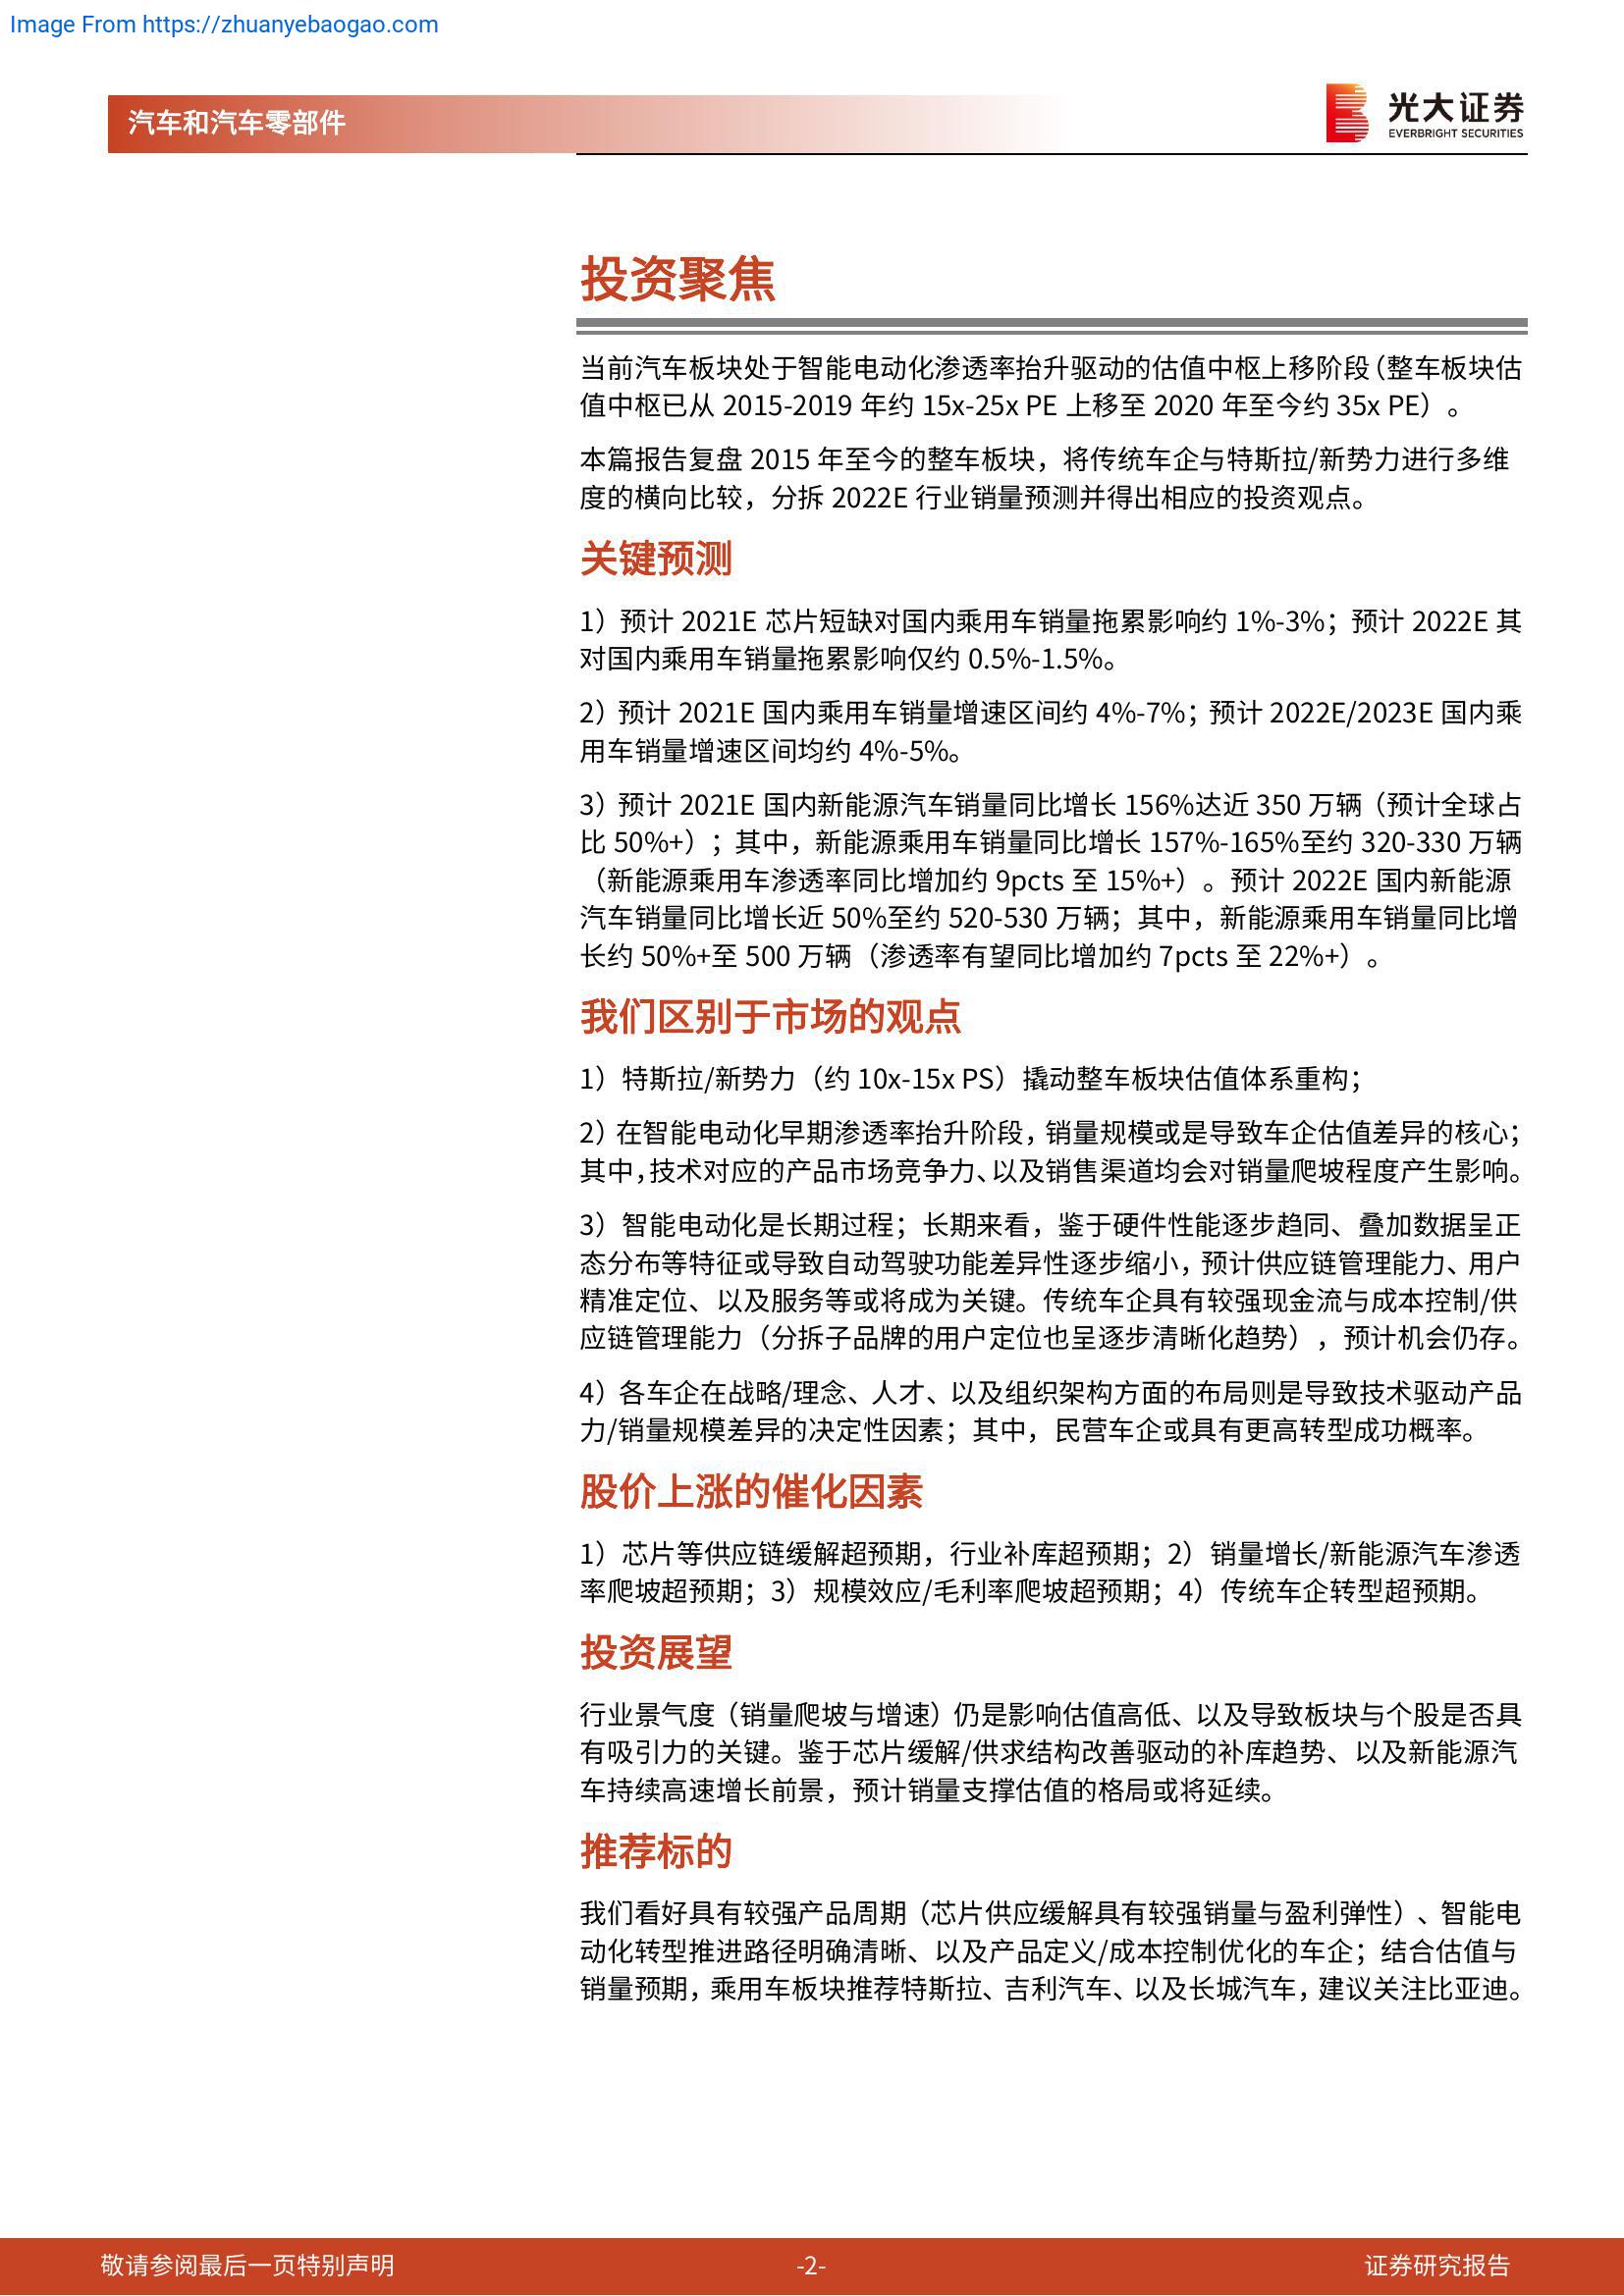 Image From https://zhuanyebaogao.com
汽车和汽车零部件
光大证券
EVERBRIGHT SECURITIES
投资聚焦
当前汽车板块处于智能电动化渗透率抬升驱动的估值中枢上移阶段（整车板块估
值中枢已从 2015-2019 年约 15x-25x PE 上移至 2020 年至今约 35x PE）。
本篇报告复盘 2015 年至今的整车板块，将传统车企与特斯拉/新势力进行多维
度的横向比较，分拆 2022E 行业销量预测并得出相应的投资观点。
关键预测
1）预计 2021E 芯片短缺对国内乘用车销量拖累影响约 1%-3%；预计 2022E 其
对国内乘用车销量拖累影响仅约 0.5%-1.5%。
2）预计 2021E 国内乘用车销量增速区间约 4%-7%；预计 2022E/2023E 国内乘
用车销量增速区间均约 4%-5%。
3）预计 2021E 国内新能源汽车销量同比增长 156%达近 350 万辆（预计全球占
比 50%+）；其中，新能源乘用车销量同比增长 157%-165%至约 320-330 万辆
（新能源乘用车渗透率同比增加约 9pcts 至 15%+）。预计 2022E 国内新能源
汽车销量同比增长近 50%至约 520-530 万辆；其中，新能源乘用车销量同比增
长约 50%+至 500 万辆（渗透率有望同比增加约 7pcts 至 22%+）。
我们区别于市场的观点
1）特斯拉/新势力（约 10x-15x PS）撬动整车板块估值体系重构；
2）在智能电动化早期渗透率抬升阶段，销量规模或是导致车企估值差异的核心；
其中，技术对应的产品市场竞争力、以及销售渠道均会对销量爬坡程度产生影响。
3）智能电动化是长期过程；长期来看，鉴于硬件性能逐步趋同、叠加数据呈正
态分布等特征或导致自动驾驶功能差异性逐步缩小，预计供应链管理能力、用户
精准定位、以及服务等或将成为关键。传统车企具有较强现金流与成本控制/供
应链管理能力（分拆子品牌的用户定位也呈逐步清晰化趋势），预计机会仍存。
4）各车企在战略/理念、人才、以及组织架构方面的布局则是导致技术驱动产品
力/销量规模差异的决定性因素；其中，民营车企或具有更高转型成功概率。
股价上涨的催化因素
1）芯片等供应链缓解超预期，行业补库超预期；2）销量增长/新能源汽车渗透
率爬坡超预期；3）规模效应/毛利率爬坡超预期；4）传统车企转型超预期。
投资展望
行业景气度（销量爬坡与增速）仍是影响估值高低、以及导致板块与个股是否具
有吸引力的关键。鉴于芯片缓解/供求结构改善驱动的补库趋势、以及新能源汽
车持续高速增长前景，预计销量支撑估值的格局或将延续。
推荐标的
我们看好具有较强产品周期（芯片供应缓解具有较强销量与盈利弹性）、智能电
动化转型推进路径明确清晰、以及产品定义/成本控制优化的车企；结合估值与
销量预期，乘用车板块推荐特斯拉、吉利汽车、以及长城汽车，建议关注比亚迪。
敬请参阅最后一页特别声明
-2-
证券研究报告